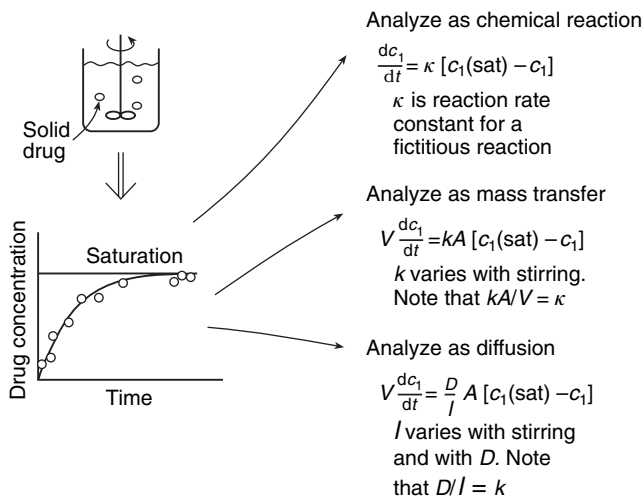 Solid
drug
Drug concentration
Saturation
Time
Analyze as chemical reaction
dc₁/dt = κ [c₁(sat) – c₁]
κ is reaction rate
constant for a
fictitious reaction
Analyze as mass transfer
V dc₁/dt = kA [c₁(sat) – c₁]
k varies with stirring.
Note that kA/V = κ
Analyze as diffusion
V dc₁/dt = D/l A [c₁(sat) – c₁]
l varies with stirring
and with D. Note
that D/l = k